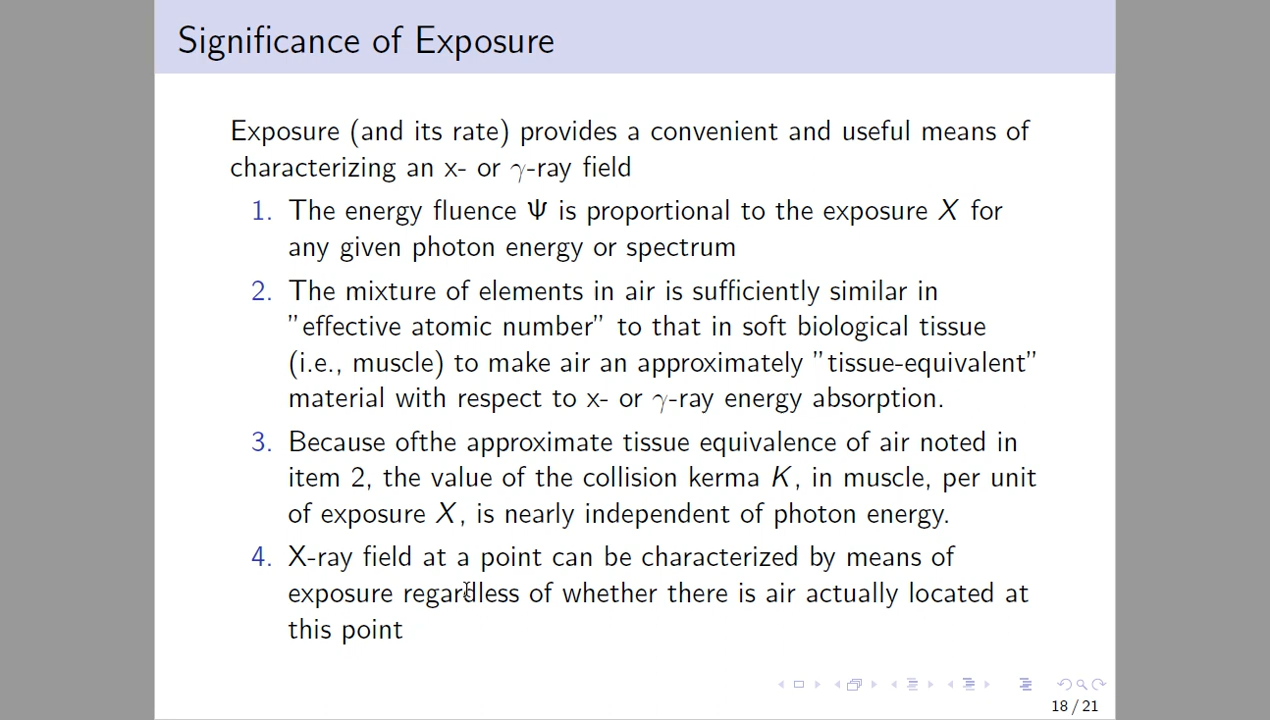 Significance of Exposure
Exposure (and its rate) provides a convenient and useful means of
characterizing an x- or γ-ray field
1. The energy fluence Ψ is proportional to the exposure X for
any given photon energy or spectrum
2. The mixture of elements in air is sufficiently similar in
”effective atomic number” to that in soft biological tissue
(i.e., muscle) to make air an approximately ”tissue-equivalent”
material with respect to x- or γ-ray energy absorption.
3. Because ofthe approximate tissue equivalence of air noted in
item 2, the value of the collision kerma K, in muscle, per unit
of exposure X, is nearly independent of photon energy.
4. X-ray field at a point can be characterized by means of
exposure regardless of whether there is air actually located at
this point
18 / 21